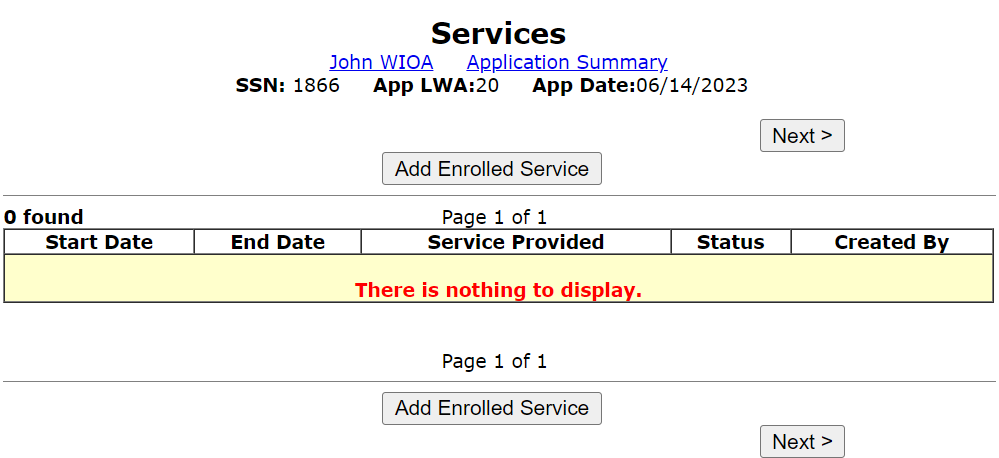 Services
John WIOA Application Summary
SSN: 1866 App LWA:20 App Date:06/14/2023
Next >
Add Enrolled Service
0 found Page 1 of 1
Start Date End Date Service Provided Status Created By
There is nothing to display.
Page 1 of 1
Add Enrolled Service
Next >